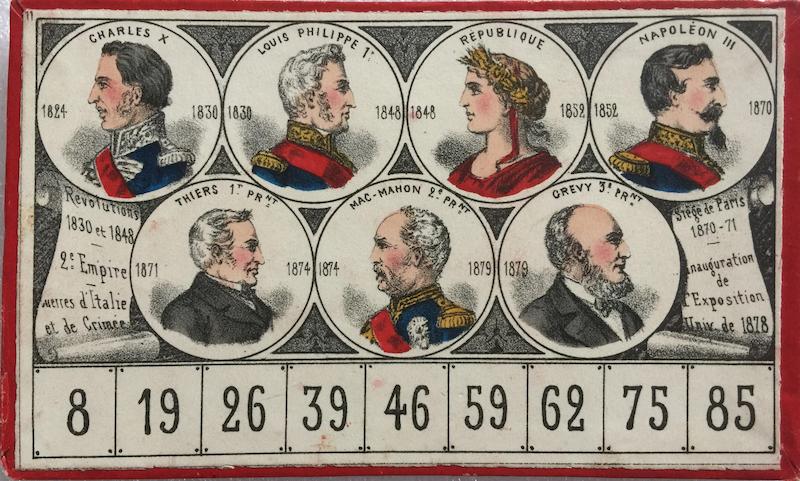 CHARLES X
1824 1830
LOUIS PHILIPPE 1r
1830 1848
RÉPUBLIQUE
1848 1852
NAPOLÉON III
1852 1870
Révolutions
1830 et 1848
2e Empire
uerres d'Italie
et de Crimée
THIERS 1r PRNT
1871 1874
MAC-MAHON 2e PRNT
1874 1879
GREVY 3e PRNT
1879
Siége de Paris
1870-71
Inauguration
de
l'Exposition
Univ. de 1878
8 19 26 39 46 59 62 75 85